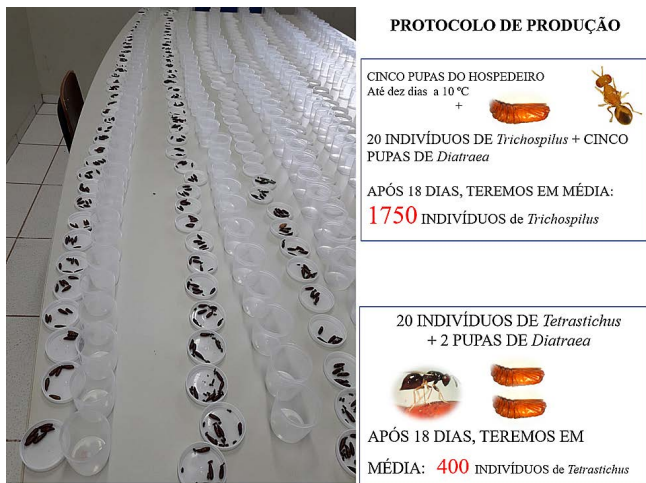 PROTOCOLO DE PRODUÇÃO
CINCO PUPAS DO HOSPEDEIRO
Até dez dias a 10 ºC
+
20 INDIVÍDUOS DE Trichospilus + CINCO
PUPAS DE Diatraea
APÓS 18 DIAS, TEREMOS EM MÉDIA:
1750 INDIVÍDUOS de Trichospilus
20 INDIVÍDUOS DE Tetrastichus
+ 2 PUPAS DE Diatraea
APÓS 18 DIAS, TEREMOS EM
MÉDIA: 400 INDIVÍDUOS de Tetrastichus